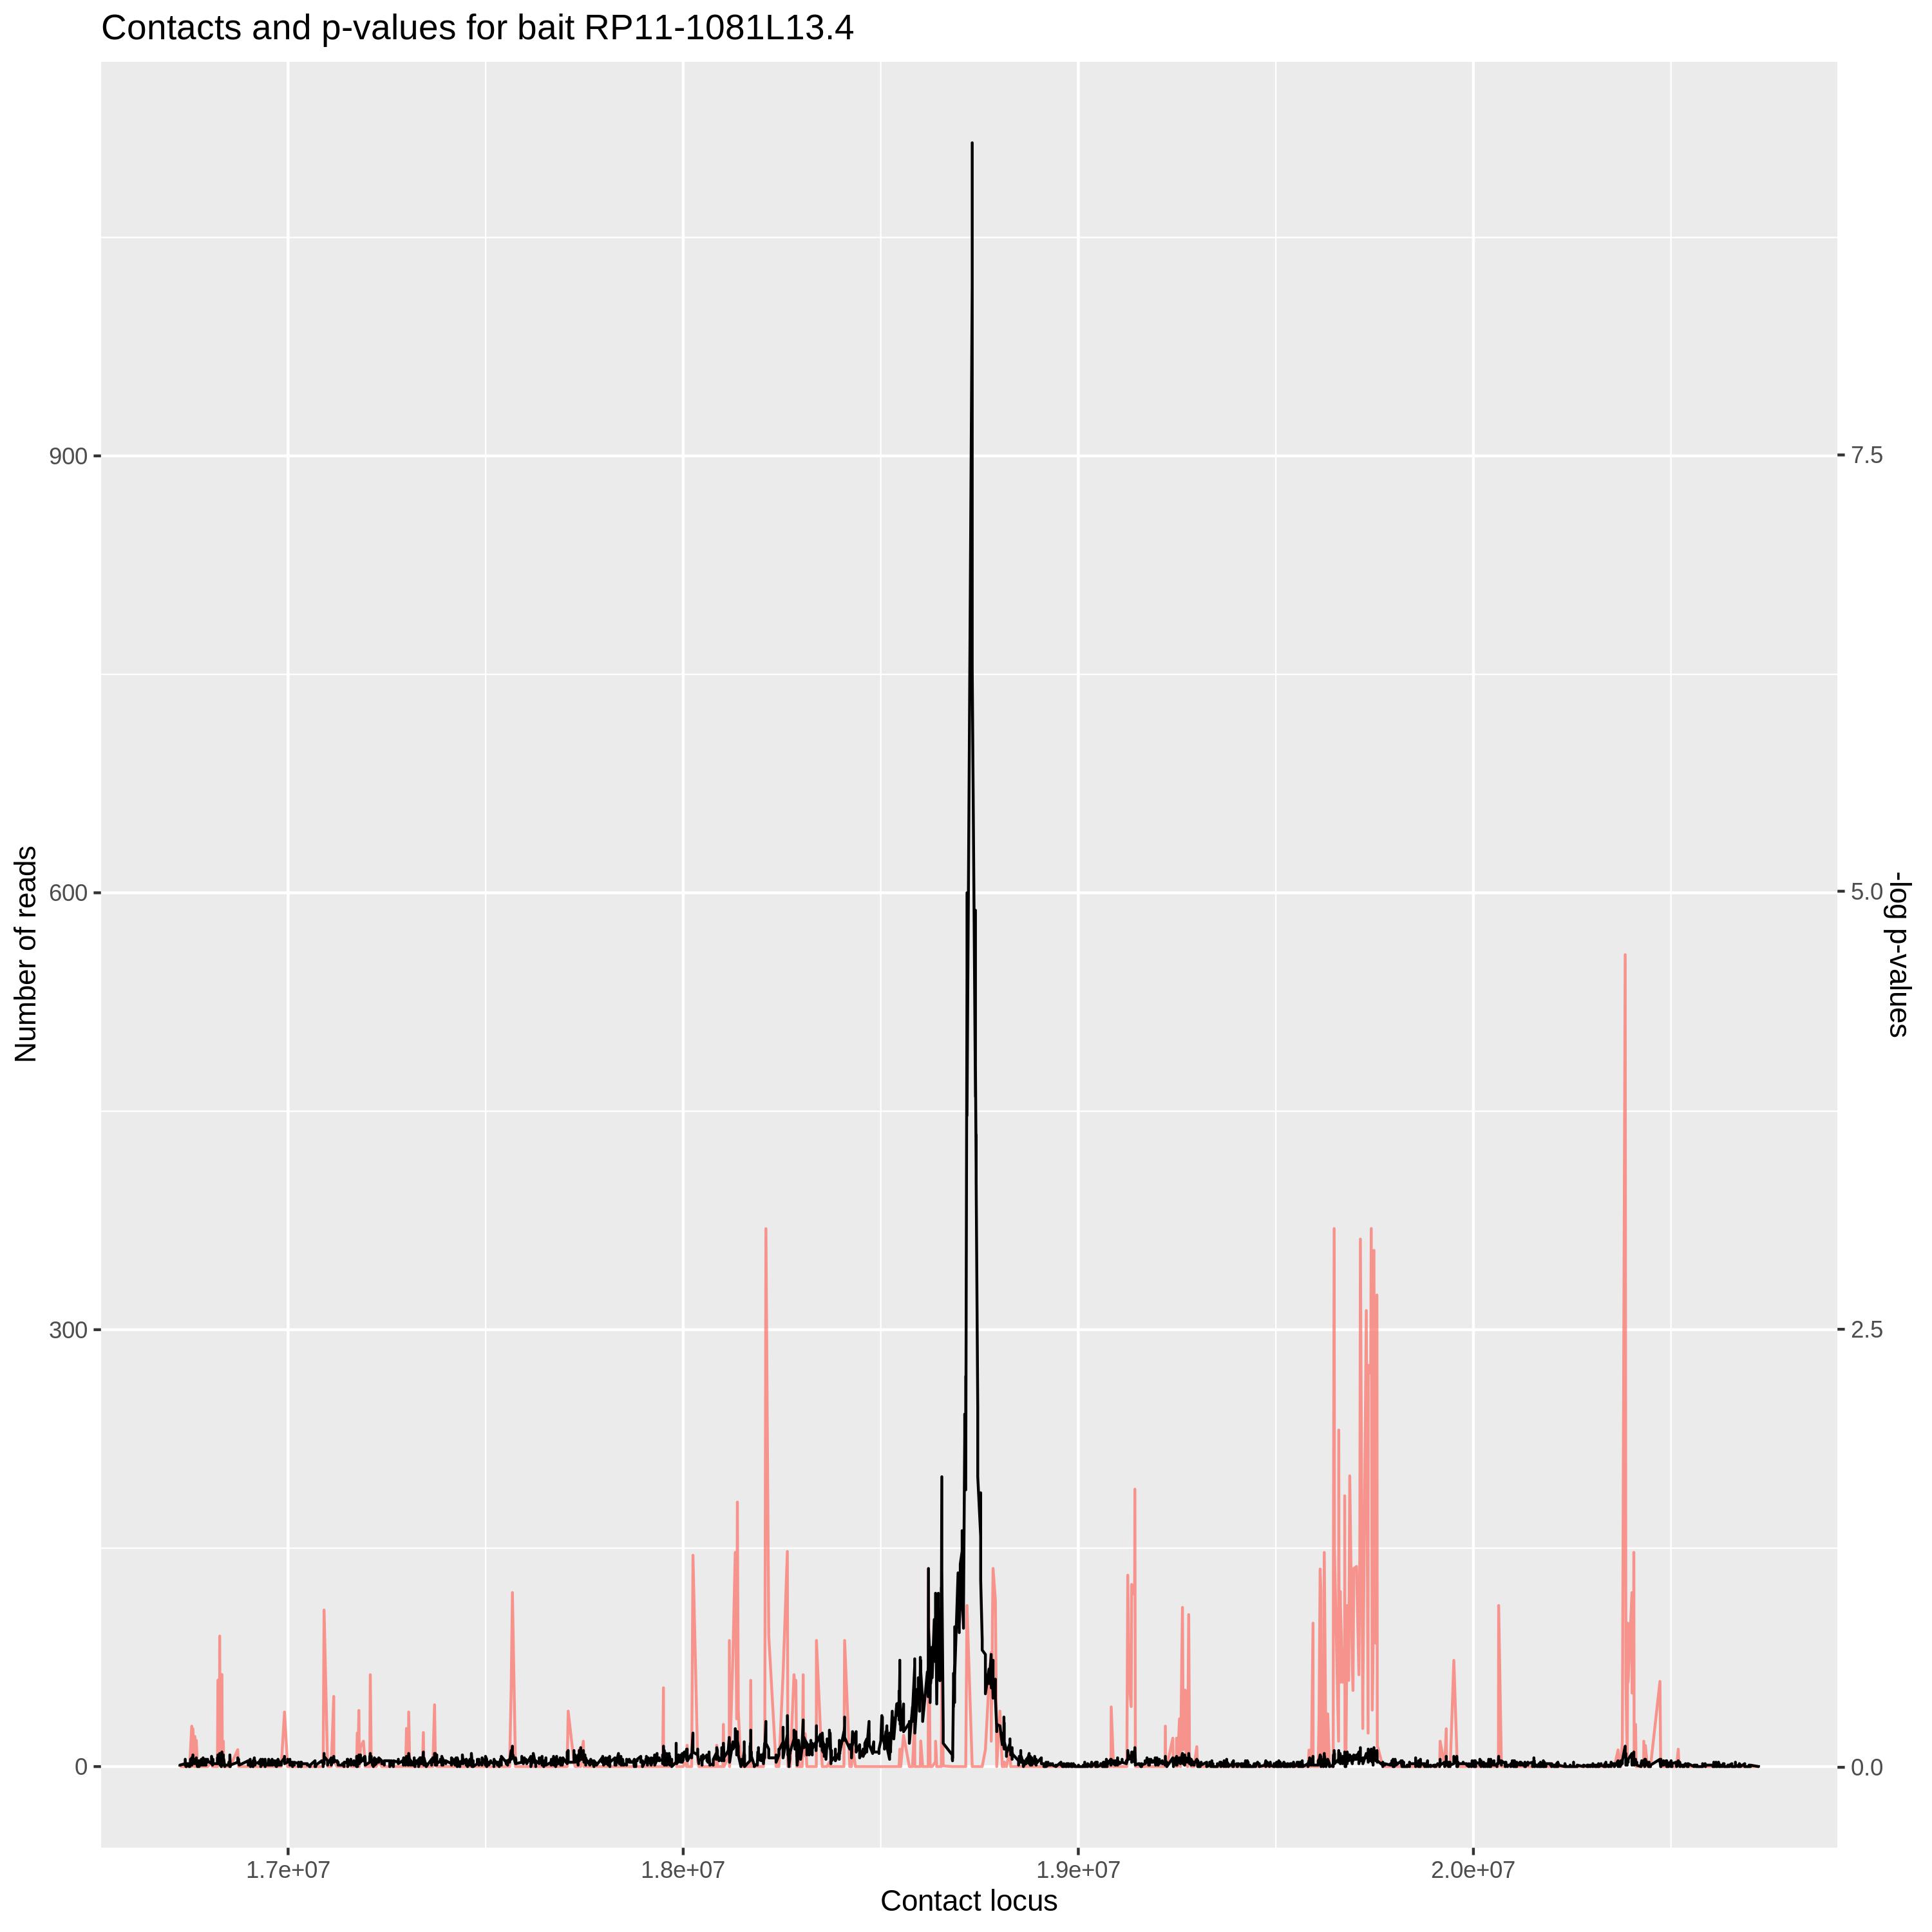 Contacts and p-values for bait RP11-1081L13.4
900
600
300
0
Number of reads
7.5
5.0
2.5
0.0
-log p-values
1.7e+07
1.8e+07
1.9e+07
2.0e+07
Contact locus